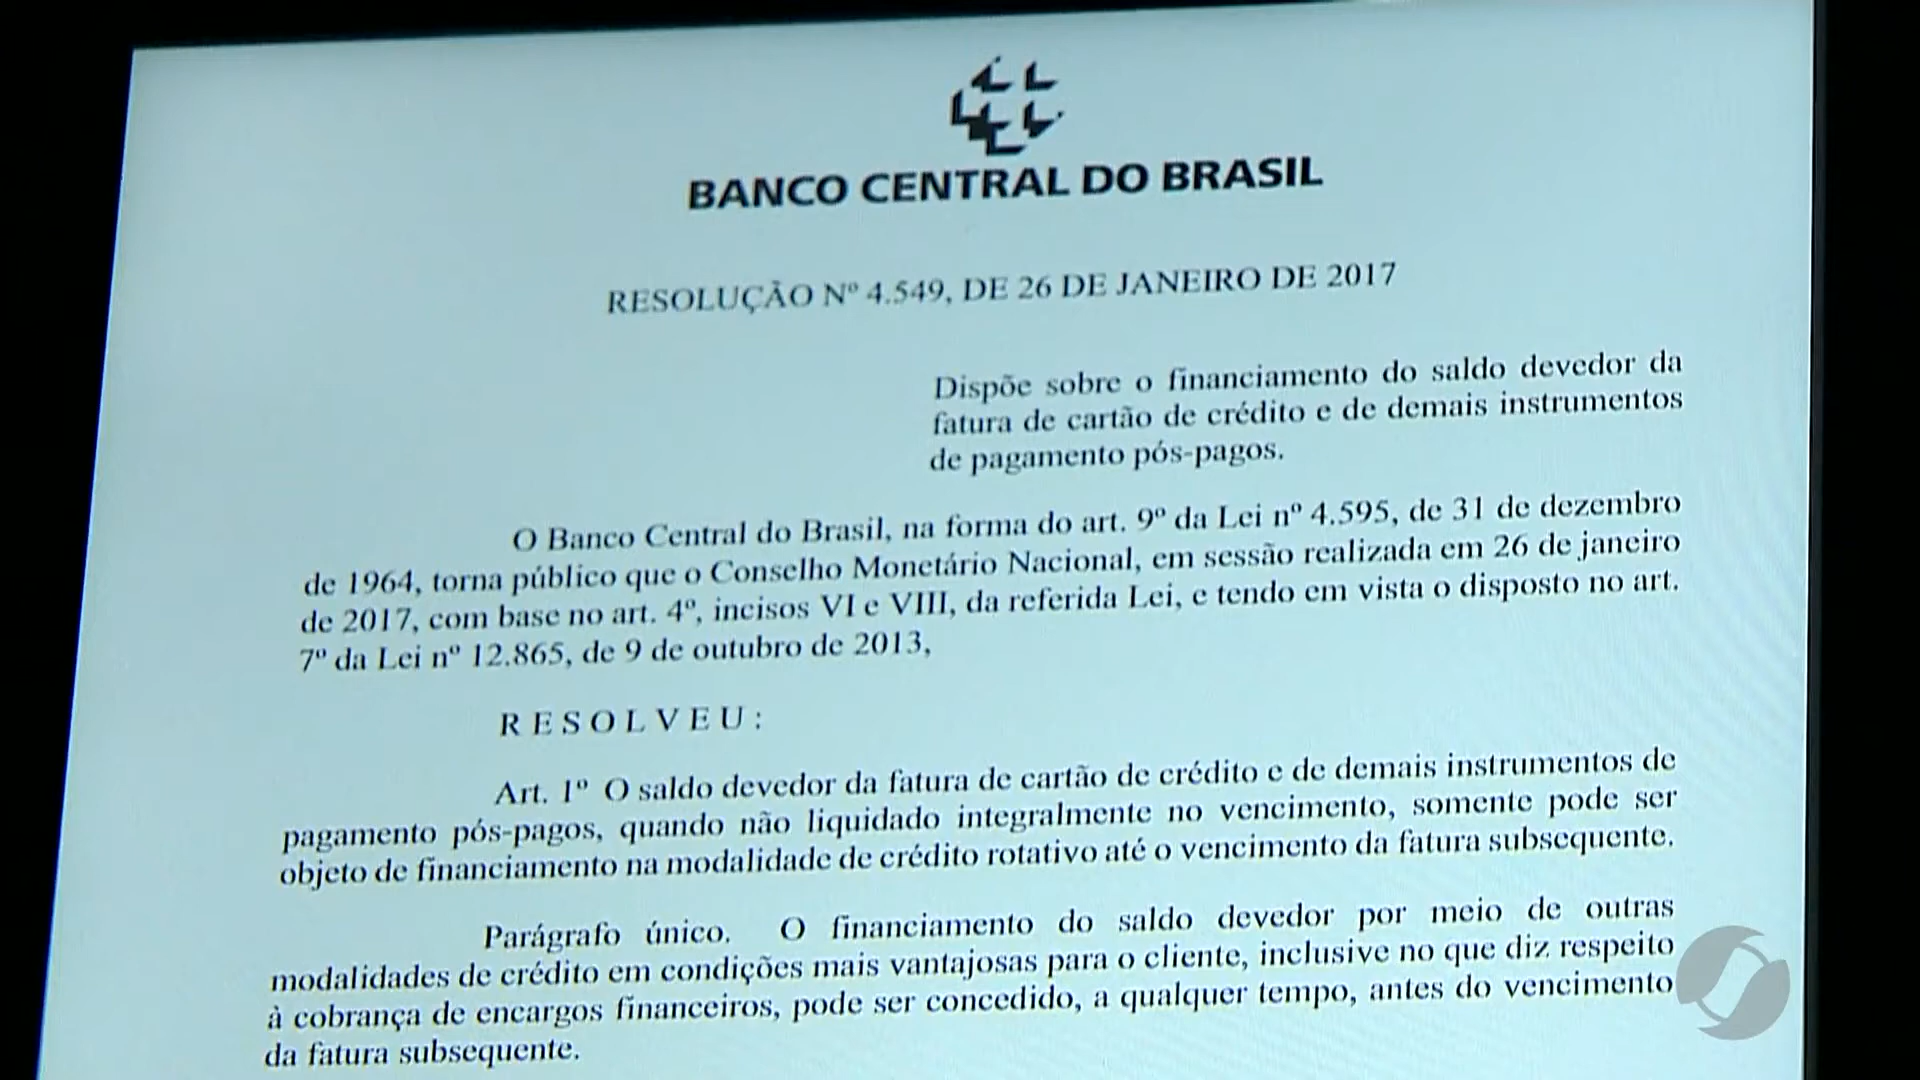 BANCO CENTRAL DO BRASIL
RESOLUÇÃO Nº 4.549, DE 26 DE JANEIRO DE 2017
Dispõe sobre o financiamento do saldo devedor da
fatura de cartão de crédito e de demais instrumentos
de pagamento pós-pagos.
O Banco Central do Brasil, na forma do art. 9º da Lei nº 4.595, de 31 de dezembro
de 1964, torna público que o Conselho Monetário Nacional, em sessão realizada em 26 de janeiro
de 2017, com base no art. 4º, incisos VI e VIII, da referida Lei, e tendo em vista o disposto no art.
7º da Lei nº 12.865, de 9 de outubro de 2013,
R E S O L V E U :
Art. 1º O saldo devedor da fatura de cartão de crédito e de demais instrumentos de
pagamento pós-pagos, quando não liquidado integralmente no vencimento, somente pode ser
objeto de financiamento na modalidade de crédito rotativo até o vencimento da fatura subsequente.
Parágrafo único. O financiamento do saldo devedor por meio de outras
modalidades de crédito em condições mais vantajosas para o cliente, inclusive no que diz respeito
à cobrança de encargos financeiros, pode ser concedido, a qualquer tempo, antes do vencimento
da fatura subsequente.